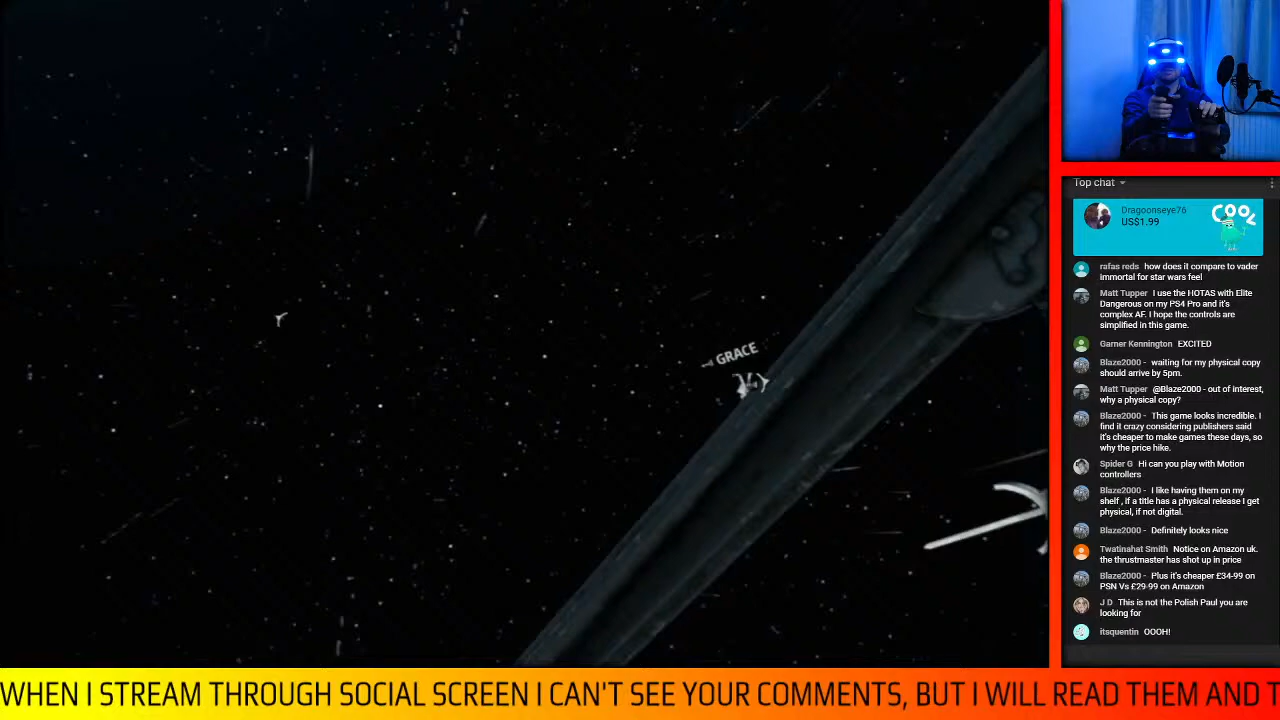 GRACE
Top chat
Dragoonseye76
US$1.99
COOL
rafas reds how does it compare to vader
immortal for star wars feel
Matt Tupper I use the HOTAS with Elite
Dangerous on my PS4 Pro and it's
complex AF. I hope the controls are
simplified in this game.
Garner Kennington EXCITED
Blaze2000 - waiting for my physical copy
should arrive by 5pm.
Matt Tupper @Blaze2000 - out of interest,
why a physical copy?
Blaze2000 - This game looks incredible. I
find it crazy considering publishers said
it's cheaper to make games these days, so
why the price hike.
Spider G Hi can you play with Motion
controllers
Blaze2000 - I like having them on my
shelf , if a title has a physical release I get
physical, if not digital.
Blaze2000 - Definitely looks nice
Twatinahat Smith Notice on Amazon uk.
the thrustmaster has shot up in price
Blaze2000 - Plus it's cheaper £34-99 on
PSN Vs £29-99 on Amazon
J D This is not the Polish Paul you are
looking for
itsquentin OOOH!
WHEN I STREAM THROUGH SOCIAL SCREEN I CAN'T SEE YOUR COMMENTS, BUT I WILL READ THEM AND T